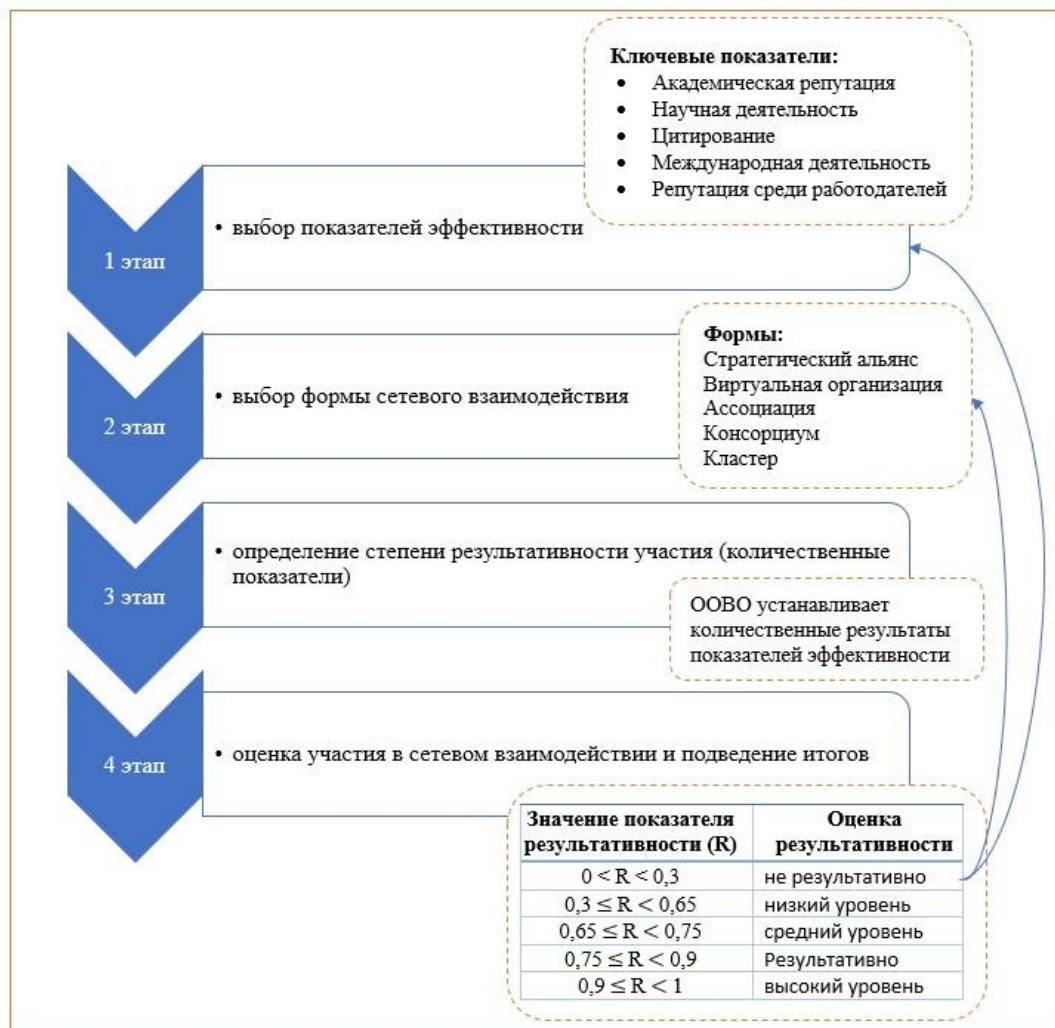 Ключевые показатели:
• Академическая репутация
• Научная деятельность
• Цитирование
• Международная деятельность
• Репутация среди работодателей
1 этап
• выбор показателей эффективности
Формы:
Стратегический альянс
Виртуальная организация
Ассоциация
Консорциум
Кластер
2 этап
• выбор формы сетевого взаимодействия
3 этап
• определение степени результативности участия (количественные
показатели)
ООВО устанавливает
количественные результаты
показателей эффективности
4 этап
• оценка участия в сетевом взаимодействии и подведение итогов
Значение показателя Оценка
результативности (R) результативности
0 < R < 0,3 не результативно
0,3 ≤ R < 0,65 низкий уровень
0,65 ≤ R < 0,75 средний уровень
0,75 ≤ R < 0,9 Результативно
0,9 ≤ R < 1 высокий уровень